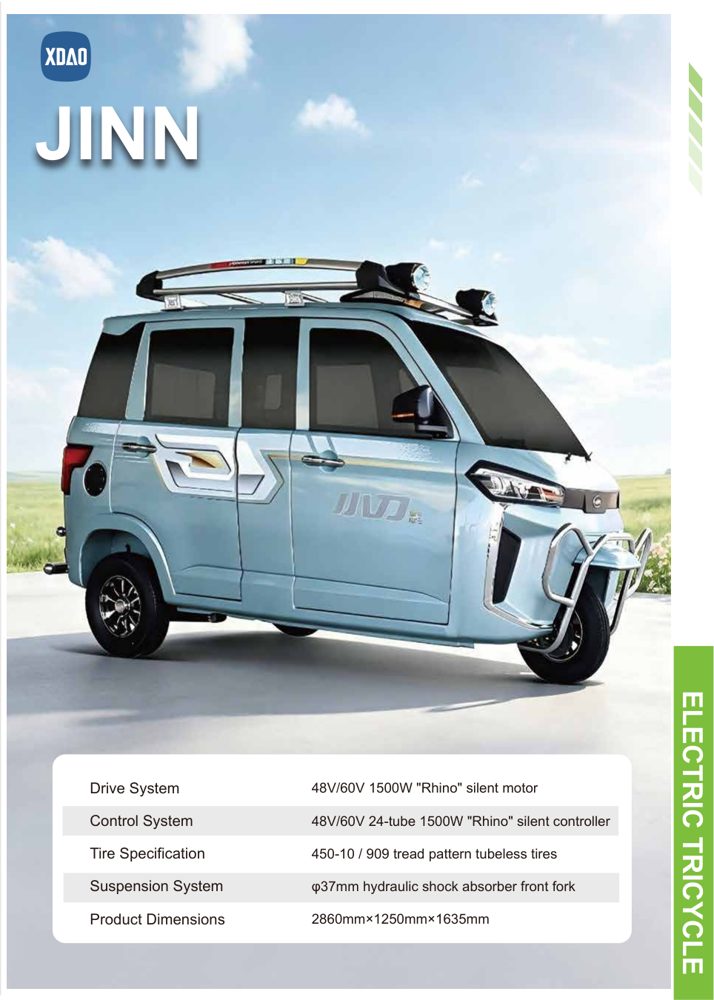 XDAO
JINN
Drive System 48V/60V 1500W "Rhino" silent motor
Control System 48V/60V 24-tube 1500W "Rhino" silent controller
Tire Specification 450-10 / 909 tread pattern tubeless tires
Suspension System φ37mm hydraulic shock absorber front fork
Product Dimensions 2860mm×1250mm×1635mm
ELECTRIC TRICYCLE